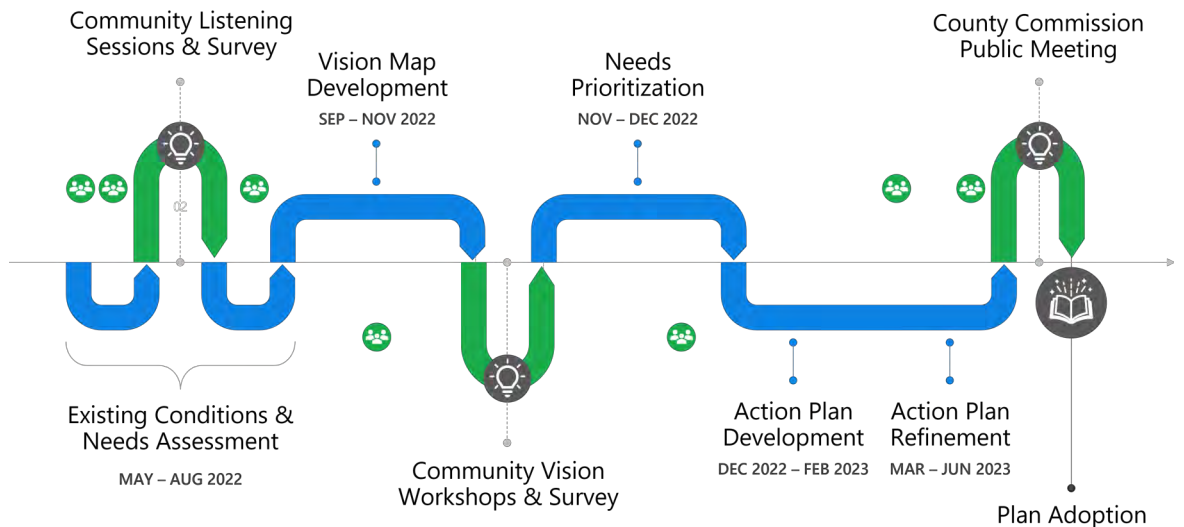 Community Listening
Sessions & Survey
Vision Map
Development
SEP – NOV 2022
Needs
Prioritization
NOV – DEC 2022
County Commission
Public Meeting
02
Existing Conditions &
Needs Assessment
MAY – AUG 2022
Community Vision
Workshops & Survey
Action Plan
Development
DEC 2022 – FEB 2023
Action Plan
Refinement
MAR – JUN 2023
Plan Adoption